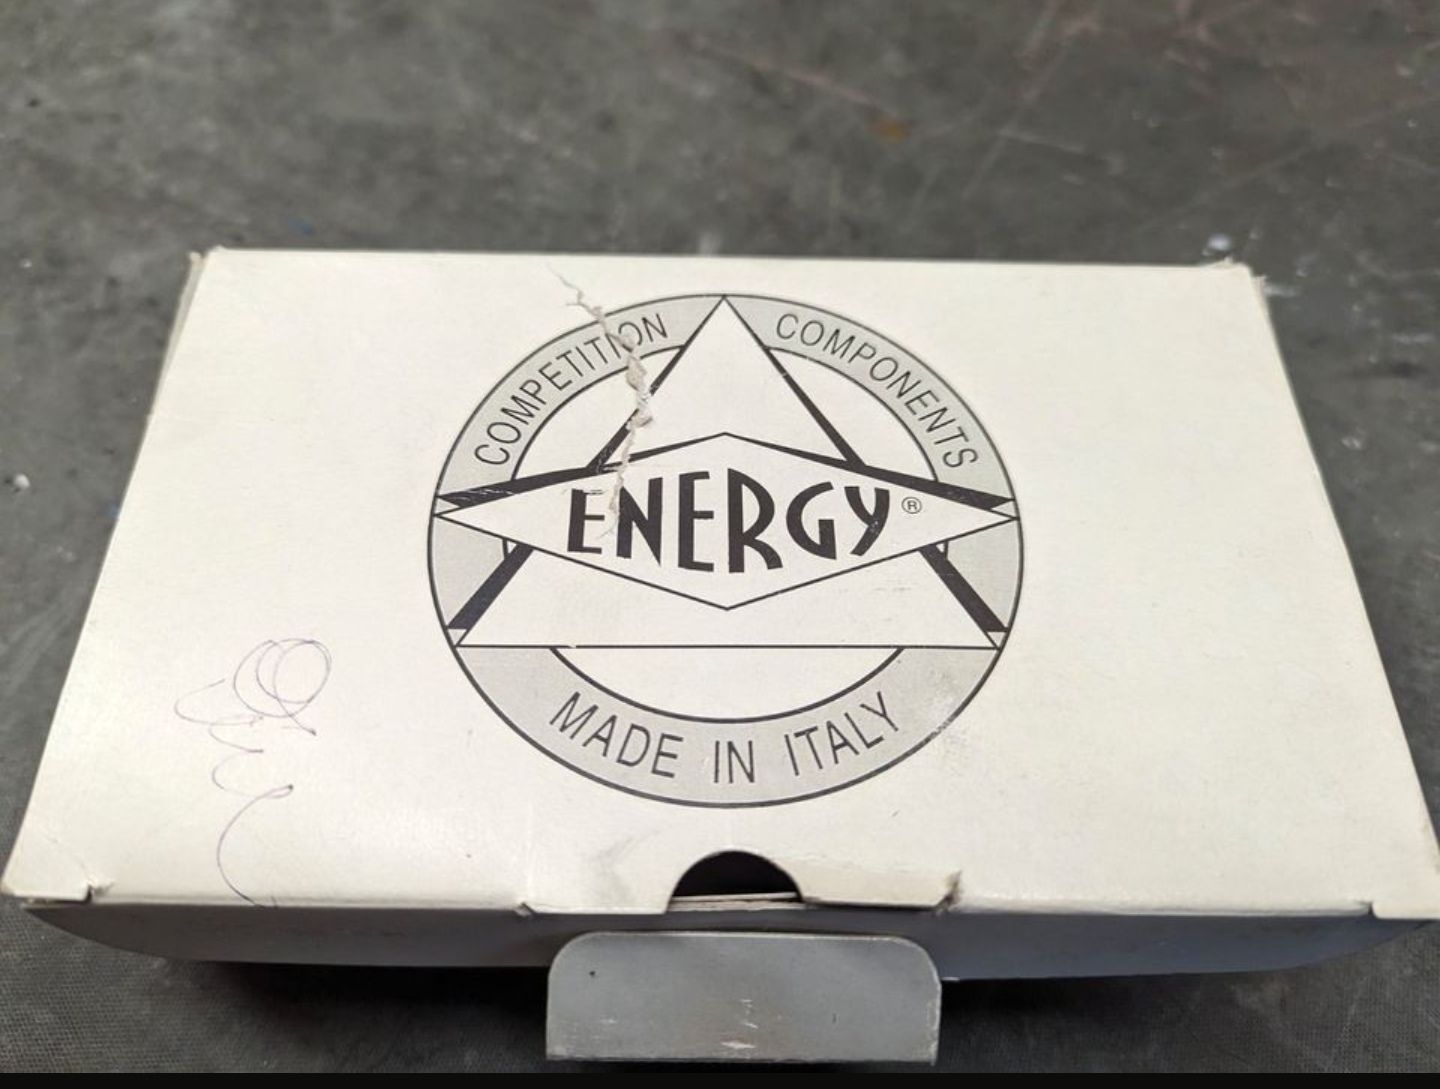 COMPETITION COMPONENTS
ENERGY®
MADE IN ITALY